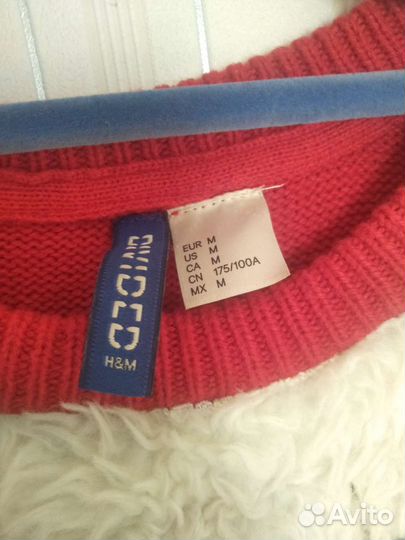 DIVIDED
H&M
EUR M
US M
CA M
CN 175/100A
MX M
Avito